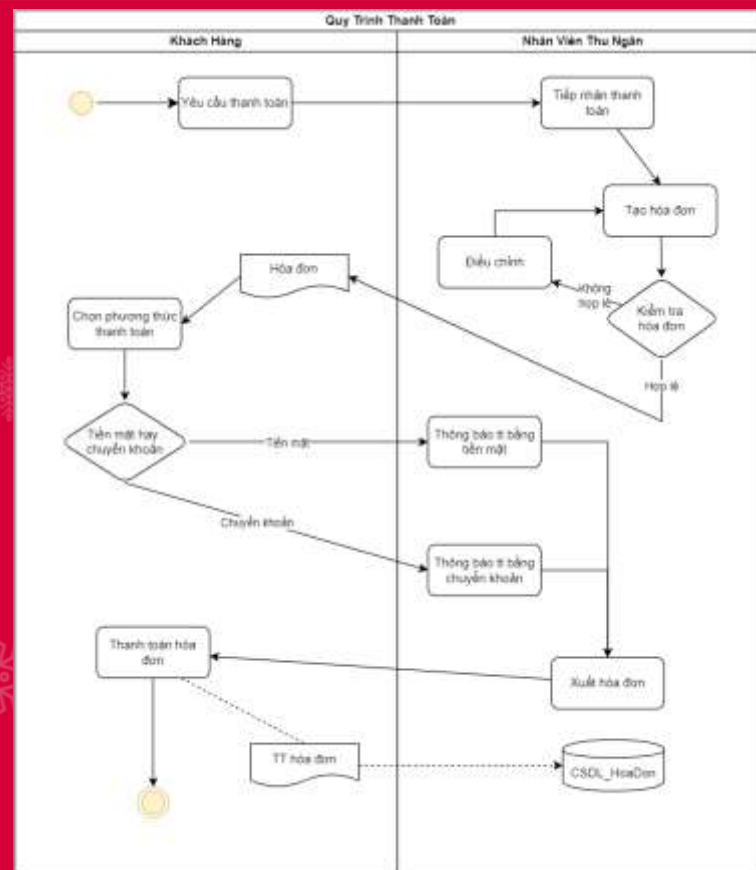 Quy Trình Thanh Toán
Khách Hàng
Nhân Viên Thu Ngân
Yêu cầu thanh toán
Tiếp nhận thanh
toán
Tạo hóa đơn
Điều chỉnh
Không
hợp lệ
Kiểm tra
hóa đơn
Hợp lệ
Hóa đơn
Chọn phương thức
thanh toán
Tiền mặt hay
chuyển khoản
Tiền mặt
Thông báo tt bằng
tiền mặt
Chuyển khoản
Thông báo tt bằng
chuyển khoản
Thanh toán hóa
đơn
Xuất hóa đơn
TT hóa đơn
CSDL_HoaDon